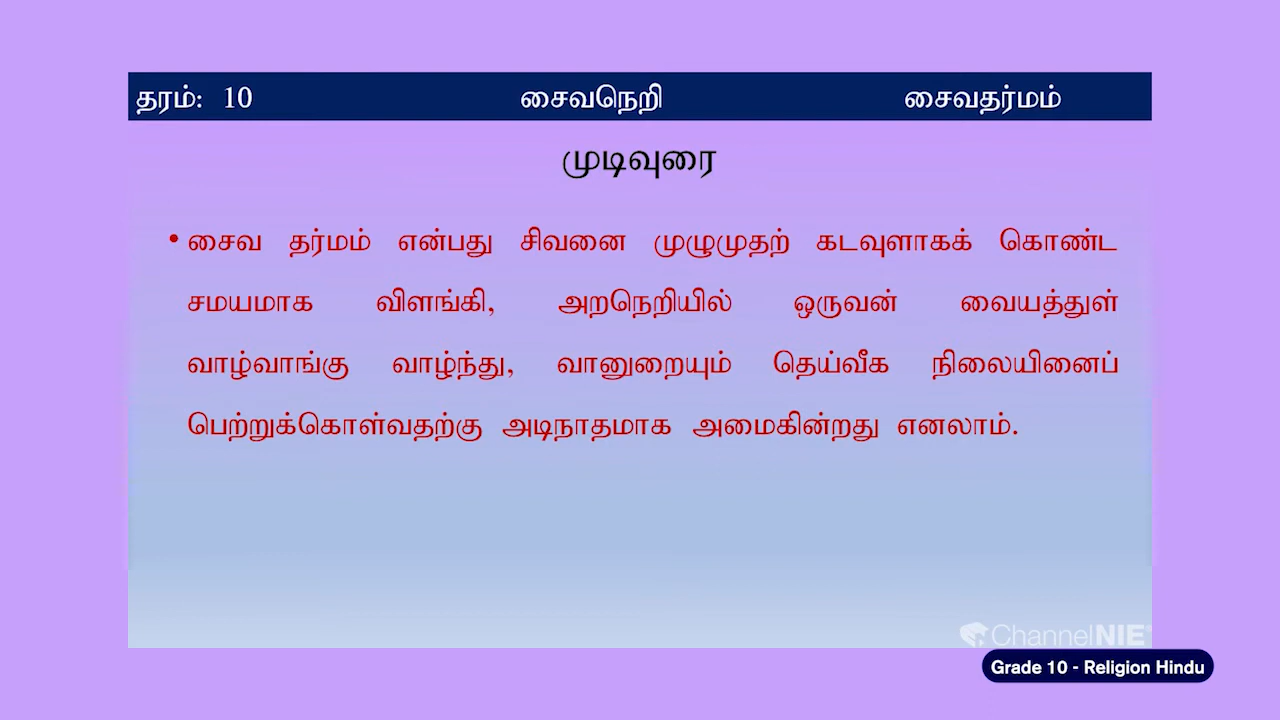 தரம்: 10 சைவநெறி சைவதர்மம்
முடிவுரை
• சைவ தர்மம் என்பது சிவனை முழுமுதற் கடவுளாகக் கொண்ட
சமயமாக விளங்கி, அறநெறியில் ஒருவன் வையத்துள்
வாழ்வாங்கு வாழ்ந்து, வானுறையும் தெய்வீக நிலையினைப்
பெற்றுக்கொள்வதற்கு அடிநாதமாக அமைகின்றது எனலாம்.
ChannelNIE
Grade 10 - Religion Hindu